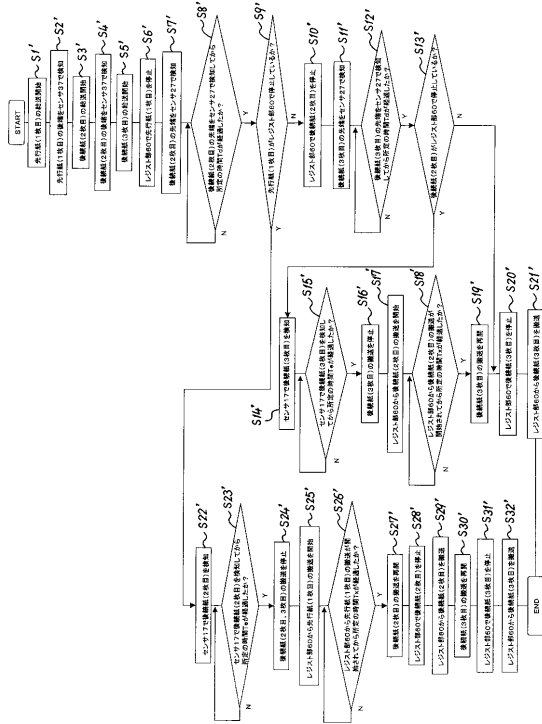 START
先行紙(1枚目)の給送開始
S1'
先行紙(1枚目)の後端をセンサ37で検知
S2'
後続紙(2枚目)の給送開始
S3'
後続紙(2枚目)の後端をセンサ37で検知
S4'
後続紙(3枚目)の給送開始
S5'
レジスト部60で先行紙(1枚目)を停止
S6'
後続紙(2枚目)の先端をセンサ27で検知
S7'
後続紙(2枚目)の先端をセンサ27で検知してから
所定の時間Tdが経過したか?
S8'
N
Y
先行紙(1枚目)がレジスト部60で停止しているか?
S9'
Y
N
レジスト部60で後続紙(2枚目)を停止
S10'
後続紙(3枚目)の先端をセンサ27で検知
S11'
後続紙(3枚目)の先端をセンサ27で検知
してから所定の時間Tdが経過したか?
S12'
N
Y
後続紙(2枚目)がレジスト部60で停止しているか?
S13'
Y
N
センサ17で後続紙(3枚目)を検知
S14'
センサ17で後続紙(3枚目)を検知し
てから所定の時間Teが経過したか?
S15'
N
Y
後続紙(3枚目)の搬送を停止
S16'
レジスト部60から後続紙(2枚目)の搬送を開始
S17'
レジスト部60から後続紙(2枚目)の搬送が
開始されてから所定の時間Txが経過したか?
S18'
N
Y
後続紙(3枚目)の搬送を再開
S19'
レジスト部60で後続紙(3枚目)を停止
S20'
レジスト部60から後続紙(3枚目)を搬送
S21'
センサ17で後続紙(2枚目)を検知
S22'
センサ17で後続紙(2枚目)を検知してから
所定の時間Teが経過したか?
S23'
N
Y
後続紙(2枚目、3枚目)の搬送を停止
S24'
レジスト部60から先行紙(1枚目)の搬送を開始
S25'
レジスト部60から先行紙(1枚目)の搬送が開
始されてから所定の時間Txが経過したか?
S26'
N
Y
後続紙(2枚目)の搬送を再開
S27'
レジスト部60で後続紙(2枚目)を停止
S28'
レジスト部60から後続紙(2枚目)を搬送
S29'
後続紙(3枚目)の搬送を再開
S30'
レジスト部60で後続紙(3枚目)を停止
S31'
レジスト部60から後続紙(3枚目)を搬送
S32'
END